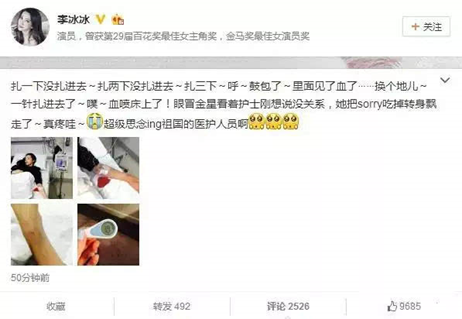 李冰冰
+ 关注
演员，曾获第29届百花奖最佳女主角奖，金马奖最佳女演员奖
扎一下没扎进去～扎两下没扎进去～扎三下～呼～鼓包了～里面见了血了……换个地儿～
一针扎进去了～噗～血喷床上了！眼冒金星看着护士刚想说没关系，她把sorry吃掉转身飘
走了～真疼哇～超级思念ing祖国的医护人员啊
50分钟前
收藏
转发 492
评论 2526
9685